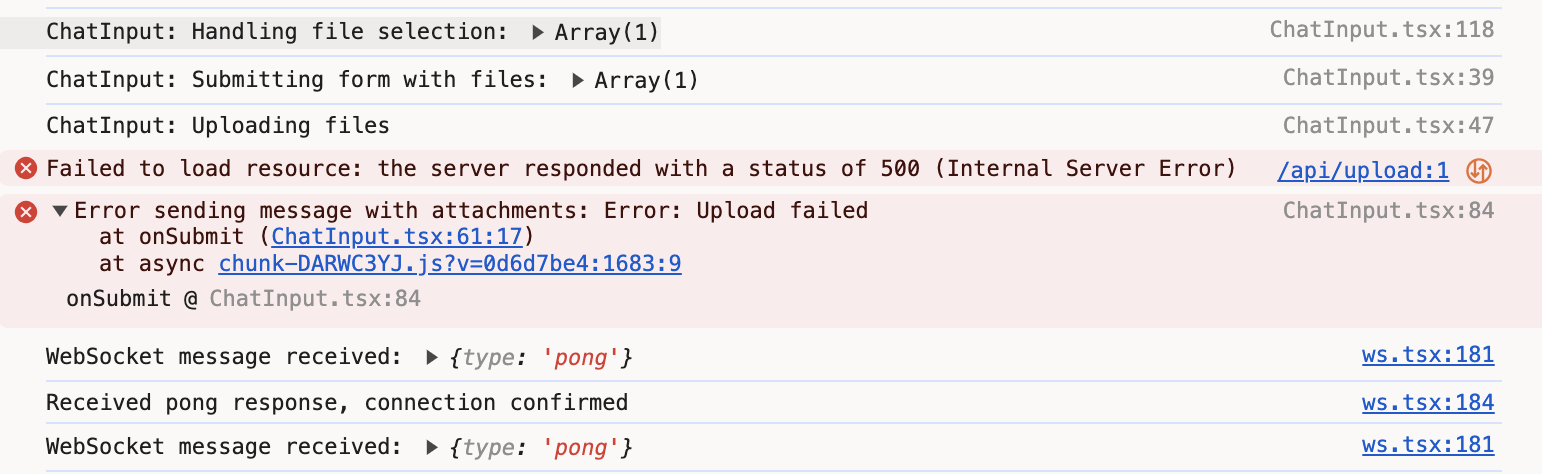 ChatInput: Handling file selection: ▶ Array(1) ChatInput.tsx:118
ChatInput: Submitting form with files: ▶ Array(1) ChatInput.tsx:39
ChatInput: Uploading files ChatInput.tsx:47
Failed to load resource: the server responded with a status of 500 (Internal Server Error) /api/upload:1
▼ Error sending message with attachments: Error: Upload failed ChatInput.tsx:84
at onSubmit (ChatInput.tsx:61:17)
at async chunk-DARWC3YJ.js?v=0d6d7be4:1683:9
onSubmit @ ChatInput.tsx:84
WebSocket message received: ▶ {type: 'pong'} ws.tsx:181
Received pong response, connection confirmed ws.tsx:184
WebSocket message received: ▶ {type: 'pong'} ws.tsx:181